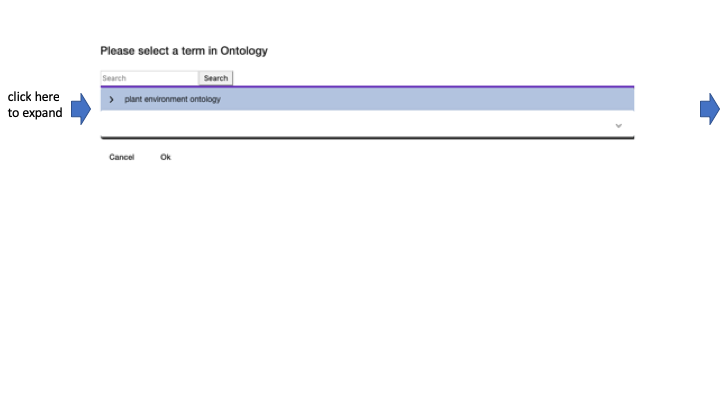 Please select a term in Ontology
Search Search
click here
to expand
plant environment ontology
Cancel Ok